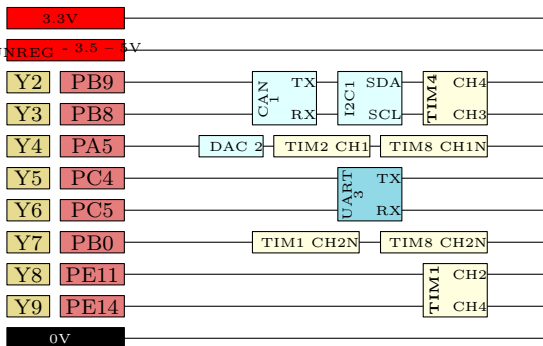 3.3V
UNREG - 3.5 – 5V
Y2 PB9 CAN 1 TX I2C1 SDA TIM4 CH4
Y3 PB8 RX SCL CH3
Y4 PA5 DAC 2 TIM2 CH1 TIM8 CH1N
Y5 PC4 UART 3 TX
Y6 PC5 RX
Y7 PB0 TIM1 CH2N TIM8 CH2N
Y8 PE11 TIM1 CH2
Y9 PE14 CH4
0V